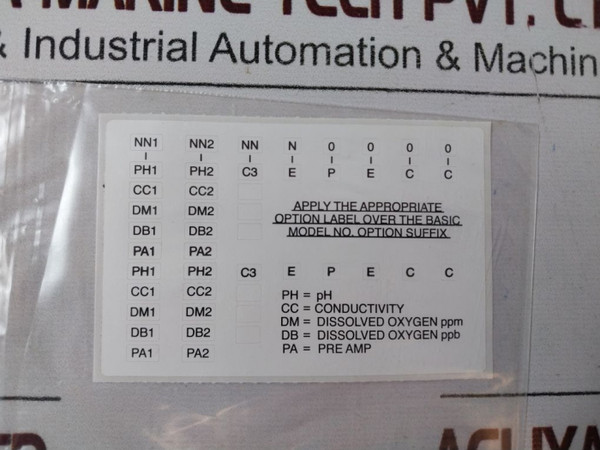 MARINE TECH PVT.
& Industrial Automation & Machin
NN1 NN2 NN N 0 0 0 0
PH1 PH2 C3 E P E C C
CC1 CC2
DM1 DM2
DB1 DB2
PA1 PA2
APPLY THE APPROPRIATE
OPTION LABEL OVER THE BASIC
MODEL NO. OPTION SUFFIX
PH1 PH2 C3 E P E C C
CC1 CC2
DM1 DM2
DB1 DB2
PA1 PA2
PH = pH
CC = CONDUCTIVITY
DM = DISSOLVED OXYGEN ppm
DB = DISSOLVED OXYGEN ppb
PA = PRE AMP